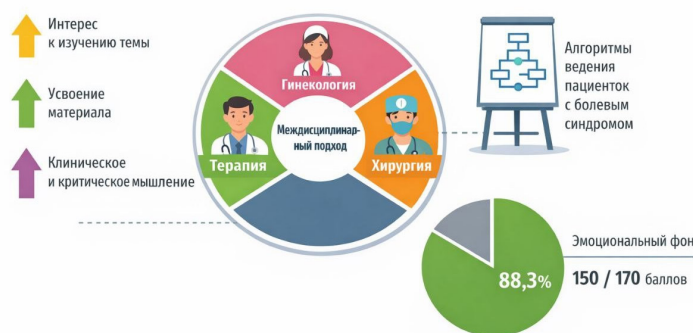 Интерес
к изучению темы
Усвоение
материала
Клиническое
и критическое мышление
Гинекология
Терапия
Междисциплинар-
ный подход
Хирургия
Алгоритмы
ведения
пациенток
с болевым
синдромом
88,3%
Эмоциональный фон
150 / 170 баллов